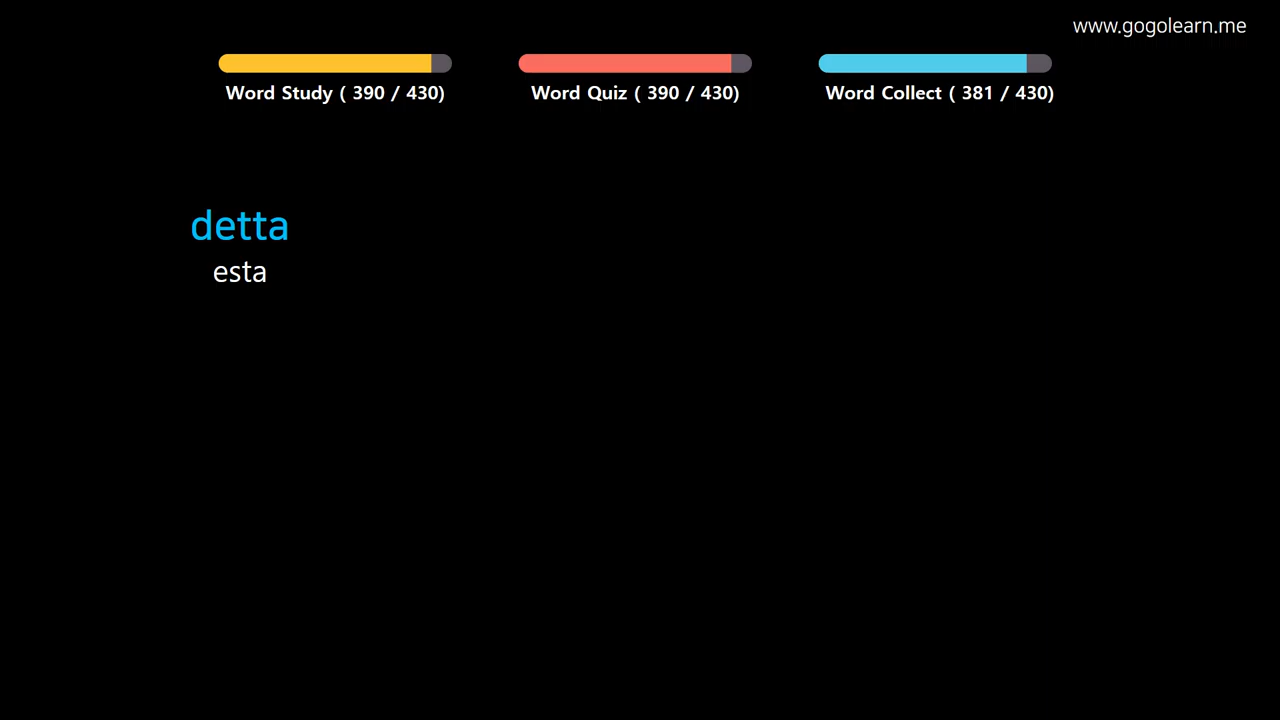 www.gogolearn.me
Word Study ( 390 / 430)
Word Quiz ( 390 / 430)
Word Collect ( 381 / 430)
detta
esta